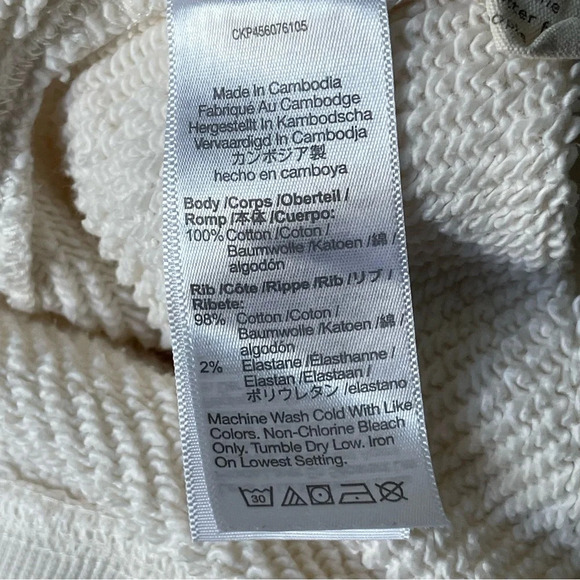 CKP456076105
Made In Cambodia
Fabriqué Au Cambodge
Hergestellt In Kambodscha
Vervaardigd In Cambodja
カンボジア製
hecho en camboya
Body /Corps /Oberteil /
Romp /本体 /Cuerpo:
100% Cotton /Coton /
Baumwolle /Katoen /綿 /
algodón
Rib /Côte /Rippe /Rib /リブ /
Ribete:
98% Cotton /Coton /
Baumwolle /Katoen /綿 /
algodón
2% Elastane /Élasthanne /
Elastan /Elastaan /
ポリウレタン /elastano
Machine Wash Cold With Like
Colors. Non-Chlorine Bleach
Only. Tumble Dry Low. Iron
On Lowest Setting.
30